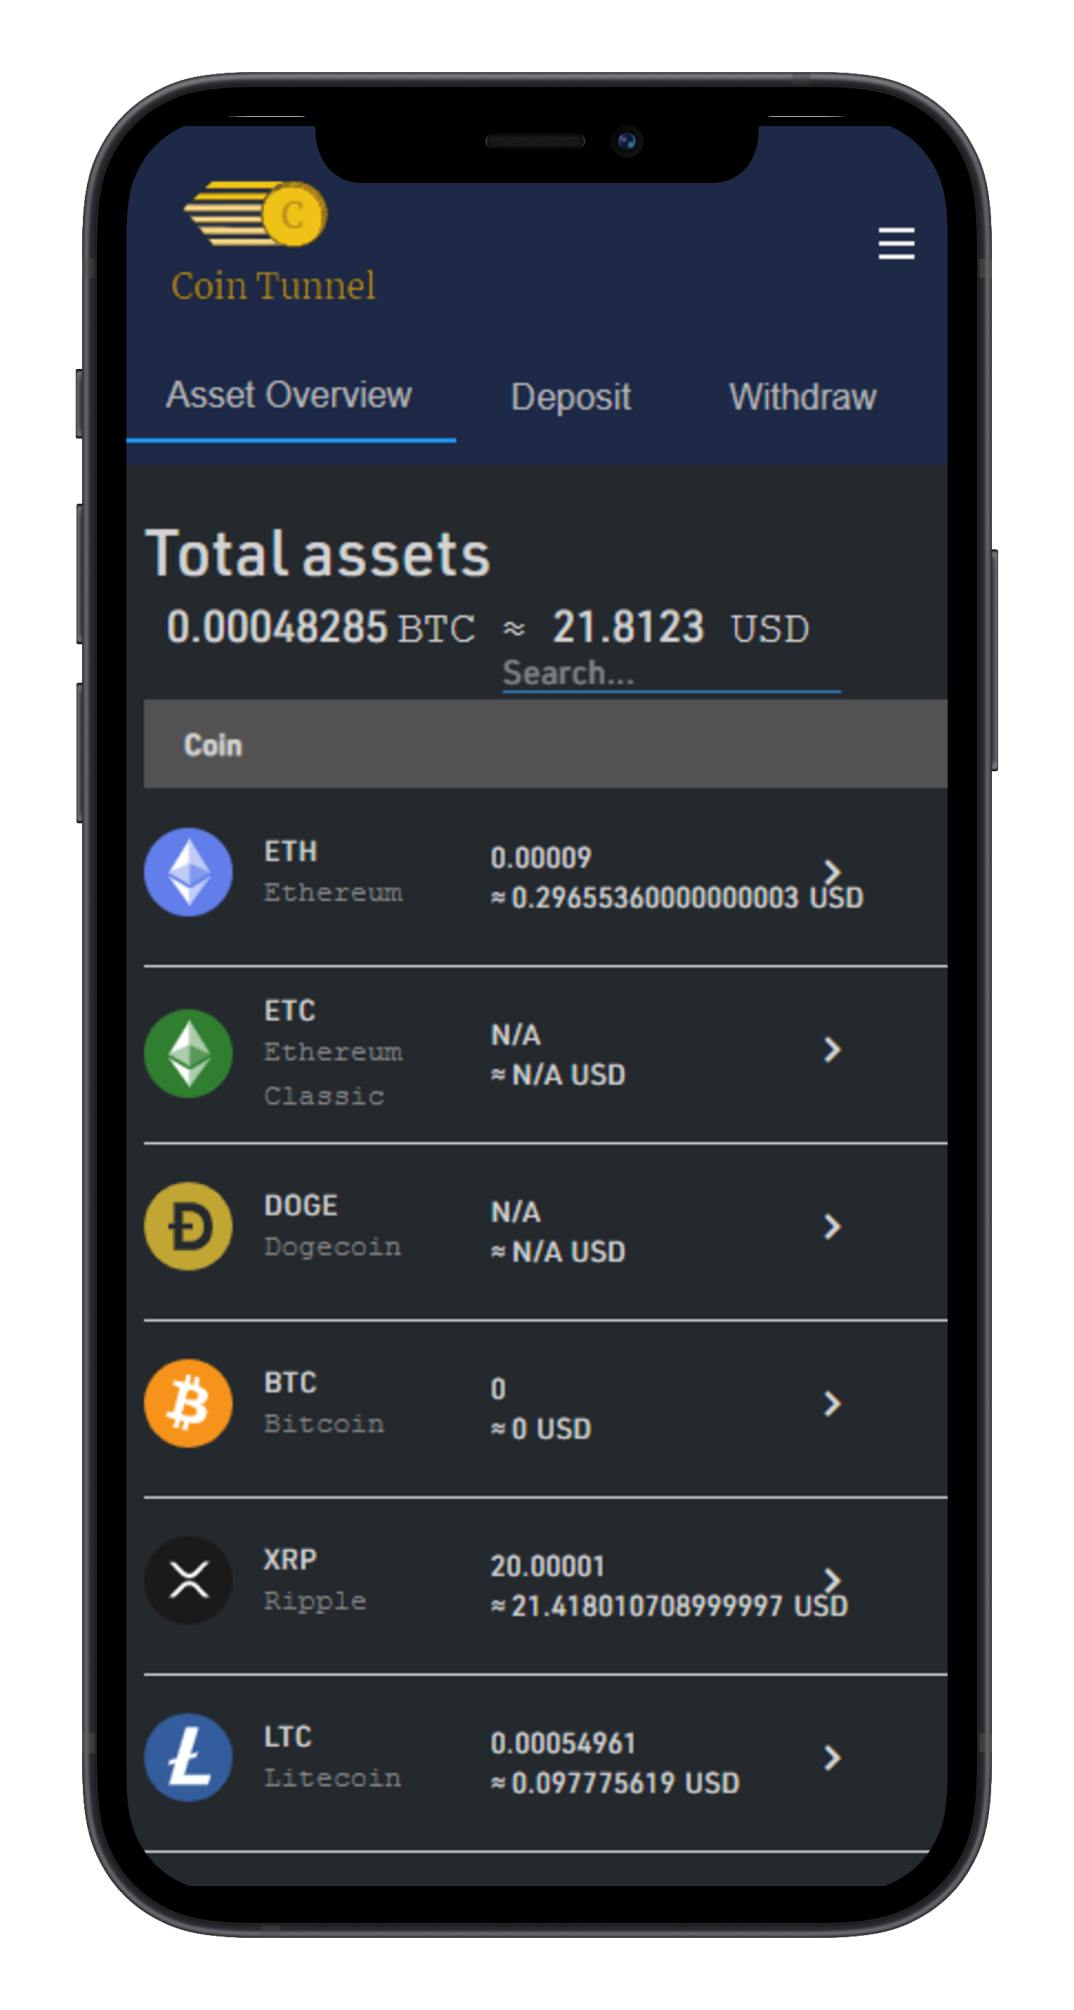 C
Coin Tunnel
Asset Overview Deposit Withdraw
Total assets
0.00048285 BTC ≈ 21.8123 USD
Search...
Coin
ETH
Ethereum
0.00009
≈ 0.29655360000000003 USD
ETC
Ethereum
Classic
N/A
≈ N/A USD
DOGE
Dogecoin
N/A
≈ N/A USD
BTC
Bitcoin
0
≈ 0 USD
XRP
Ripple
20.00001
≈ 21.418010708999997 USD
LTC
Litecoin
0.00054961
≈ 0.097775619 USD